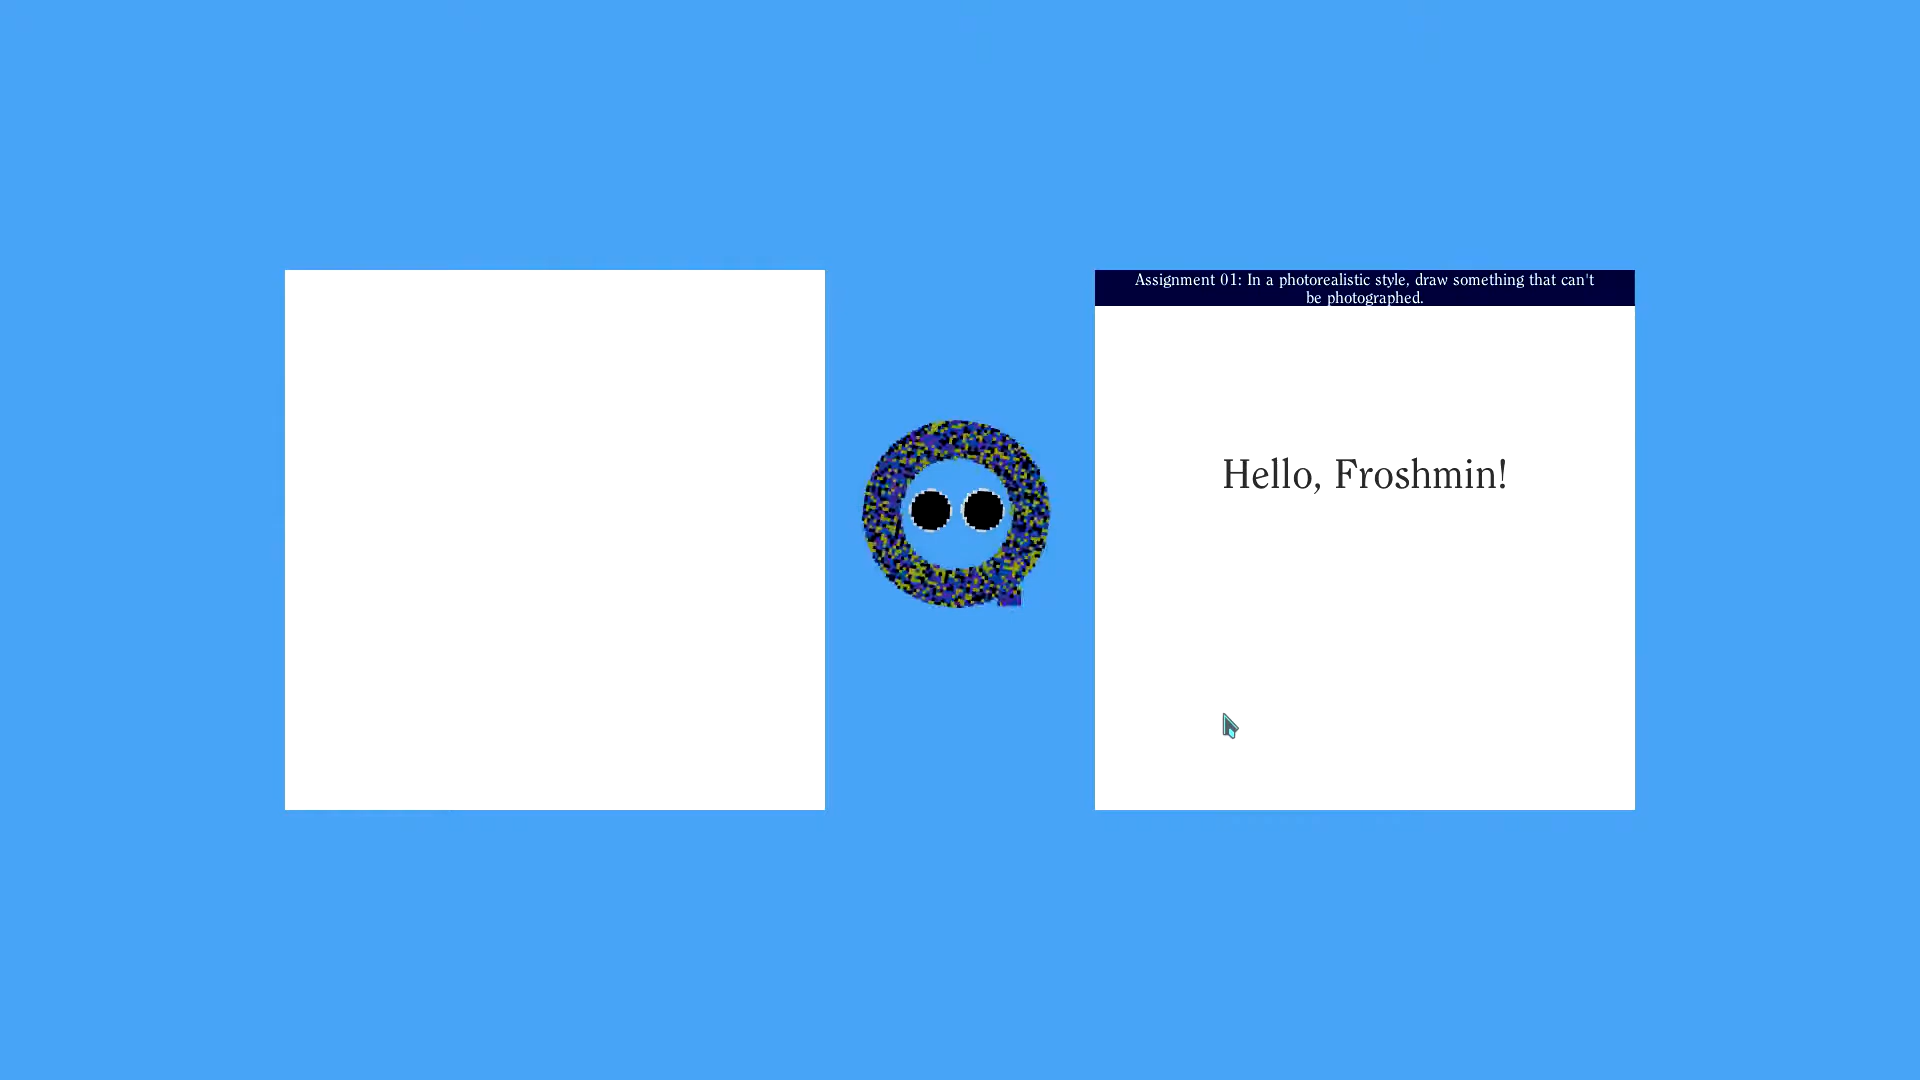 Assignment 01: In a photorealistic style, draw something that can't
be photographed.
Hello, Froshmin!